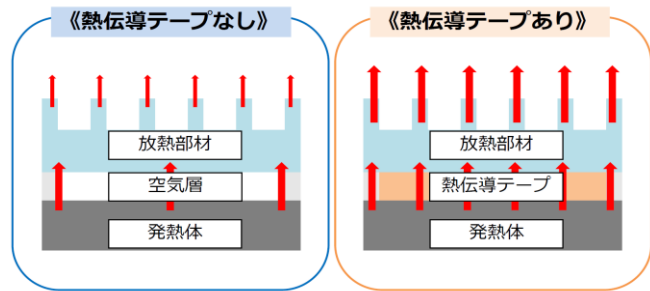 《熱伝導テープなし》
放熱部材
空気層
発熱体
《熱伝導テープあり》
放熱部材
熱伝導テープ
発熱体